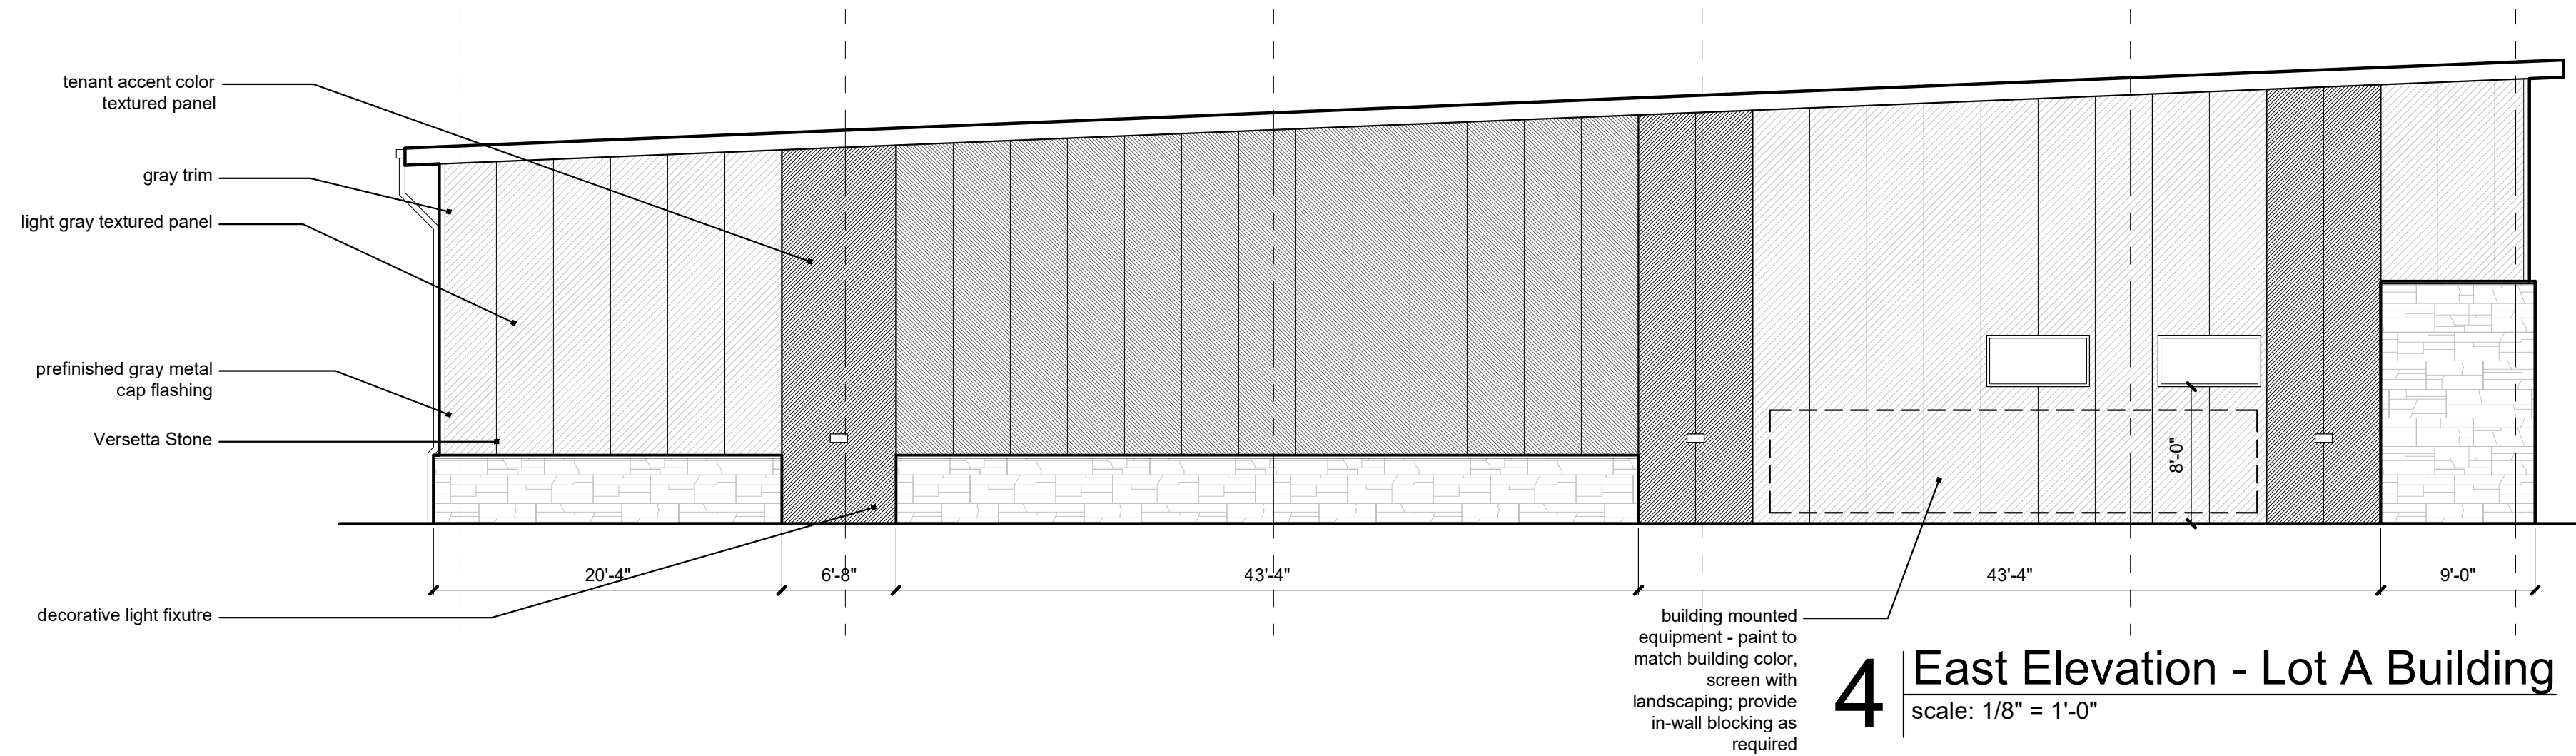 tenant accent color
textured panel
gray trim
light gray textured panel
prefinished gray metal
cap flashing
Versetta Stone
8'-0"
20'-4"
6'-8"
43'-4"
43'-4"
9'-0"
decorative light fixutre
building mounted
equipment - paint to
match building color,
screen with
landscaping; provide
in-wall blocking as
required
4
East Elevation - Lot A Building
scale: 1/8" = 1'-0"